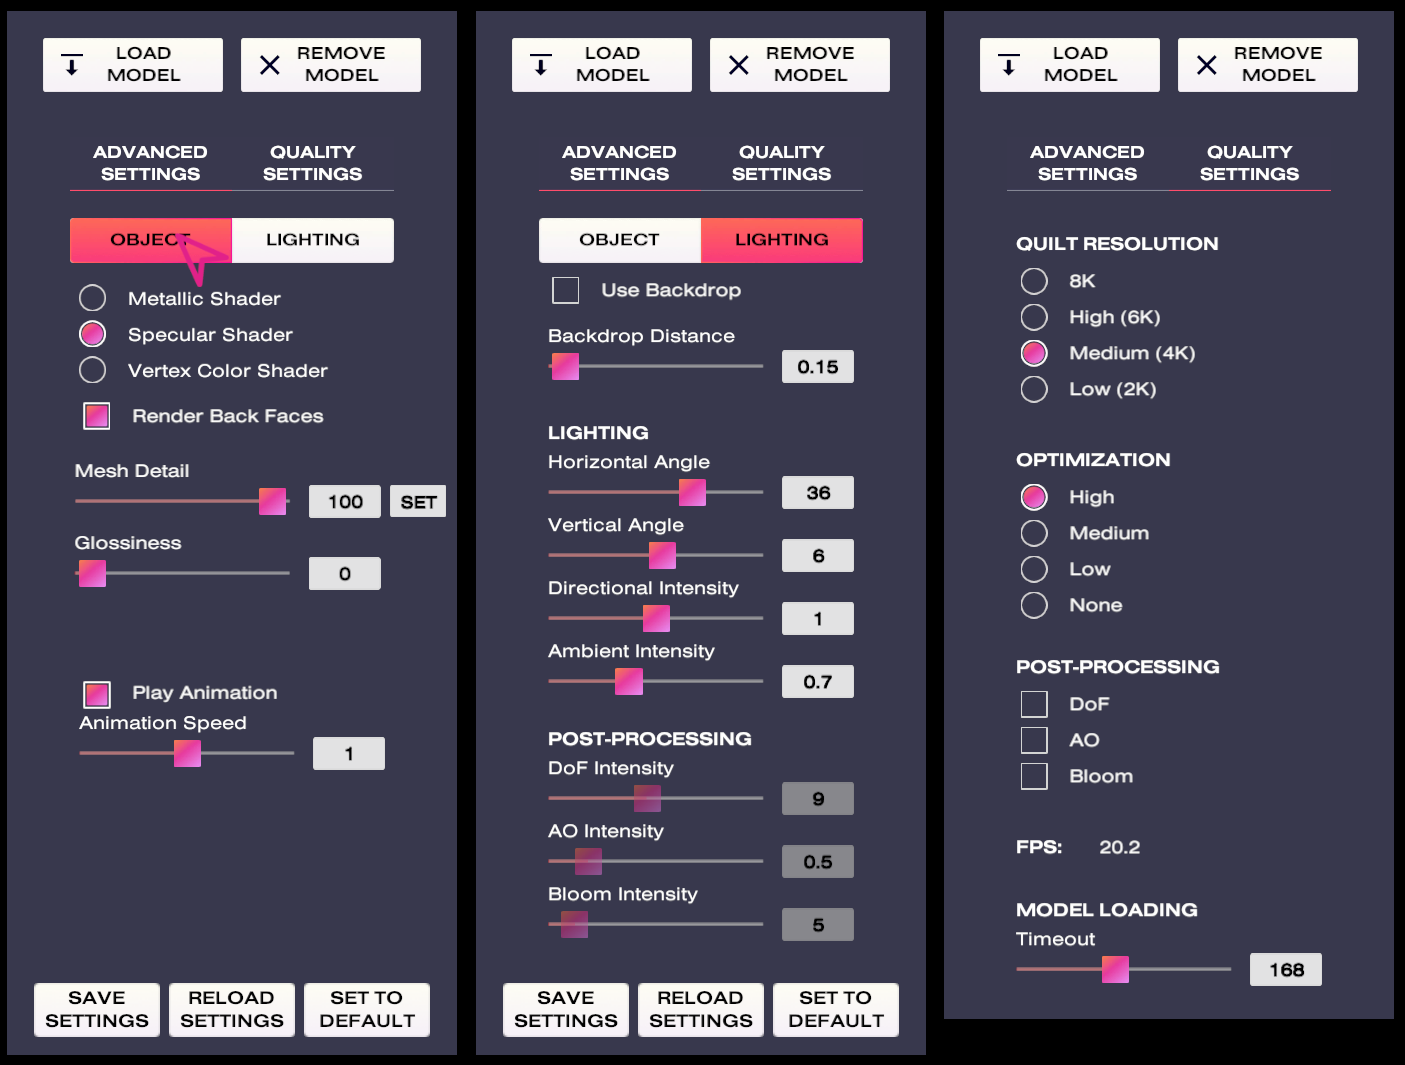 LOAD
MODEL
REMOVE
MODEL
ADVANCED
SETTINGS
QUALITY
SETTINGS
OBJECT
LIGHTING
Metallic Shader
Specular Shader
Vertex Color Shader
Render Back Faces
Mesh Detail
100
SET
Glossiness
0
Play Animation
Animation Speed
1
SAVE
SETTINGS
RELOAD
SETTINGS
SET TO
DEFAULT
LOAD
MODEL
REMOVE
MODEL
ADVANCED
SETTINGS
QUALITY
SETTINGS
OBJECT
LIGHTING
Use Backdrop
Backdrop Distance
0.15
LIGHTING
Horizontal Angle
36
Vertical Angle
6
Directional Intensity
1
Ambient Intensity
0.7
POST-PROCESSING
DoF Intensity
9
AO Intensity
0.5
Bloom Intensity
5
SAVE
SETTINGS
RELOAD
SETTINGS
SET TO
DEFAULT
LOAD
MODEL
REMOVE
MODEL
ADVANCED
SETTINGS
QUALITY
SETTINGS
QUILT RESOLUTION
8K
High (6K)
Medium (4K)
Low (2K)
OPTIMIZATION
High
Medium
Low
None
POST-PROCESSING
DoF
AO
Bloom
FPS: 20.2
MODEL LOADING
Timeout
168